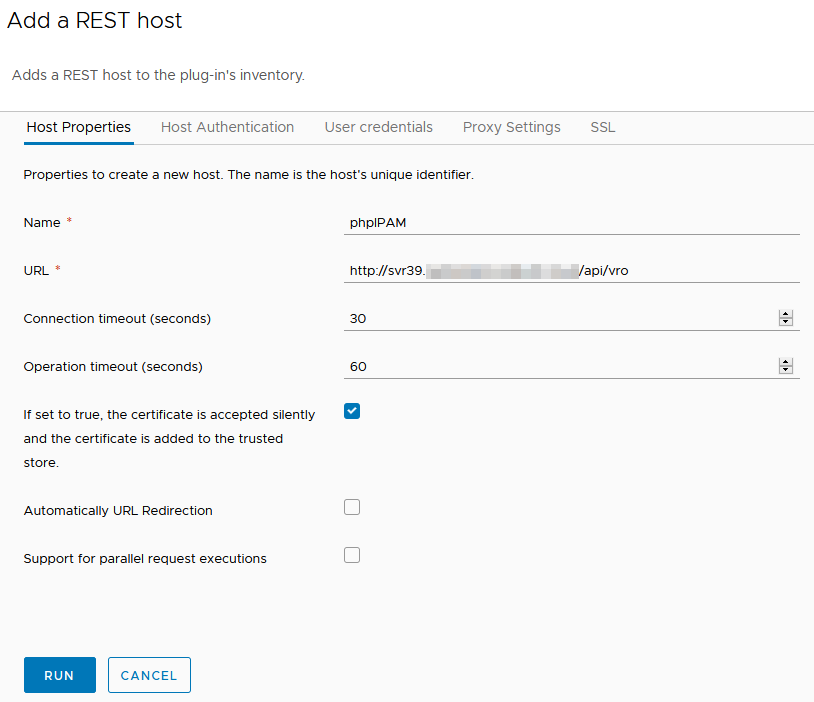 Add a REST host
Adds a REST host to the plug-in's inventory.
Host Properties Host Authentication User credentials Proxy Settings SSL
Properties to create a new host. The name is the host's unique identifier.
Name * phpIPAM
URL * http://svr39. /api/vro
Connection timeout (seconds) 30
Operation timeout (seconds) 60
If set to true, the certificate is accepted silently
and the certificate is added to the trusted
store.
Automatically URL Redirection
Support for parallel request executions
RUN CANCEL